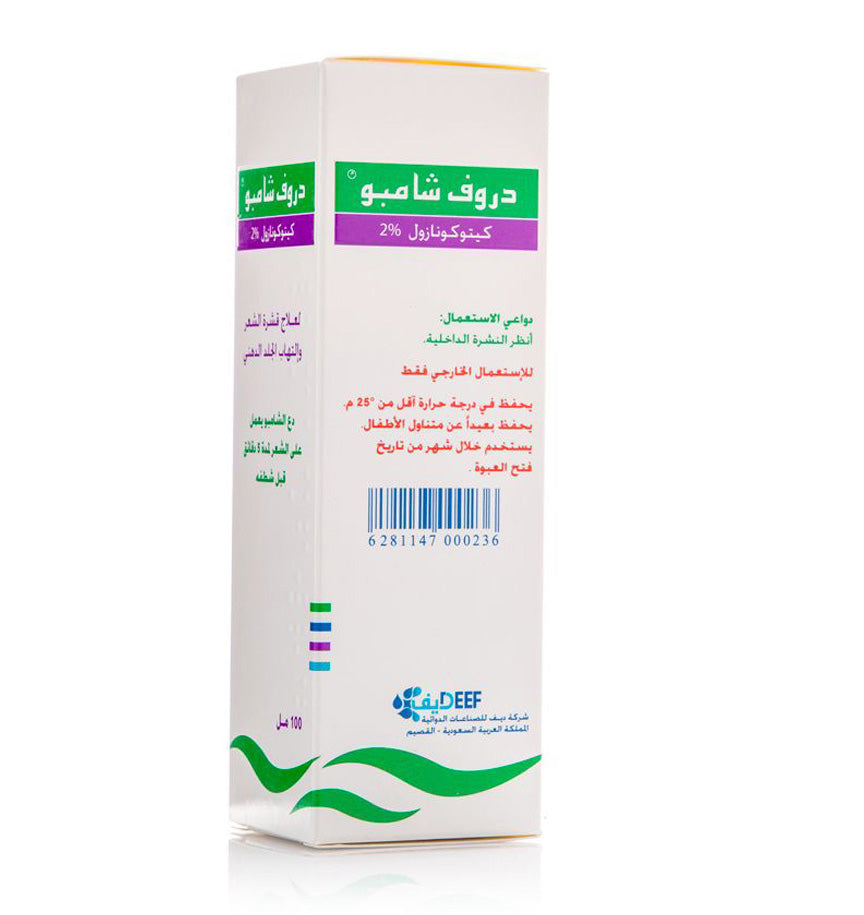 دروف شامبو
كيتوكونازول 2%
لعلاج قشرة الشعر
وإلتهاب الجلد الدهني
دع الشامبو يعمل
على الشعر لمدة 5 دقائق
قبل شطفه
100 مل
دروف شامبو
كيتوكونازول 2%
دواعي الاستعمال:
أنظر النشرة الداخلية.
للإستعمال الخارجي فقط
يحفظ في درجة حرارة أقل من 25° م.
يحفظ بعيداً عن متناول الأطفال.
يستخدم خلال شهر من تاريخ
فتح العبوة .
6 281147 000236
ديف DEEF
شركة ديف للصناعات الدوائية
المملكة العربية السعودية - القصيم